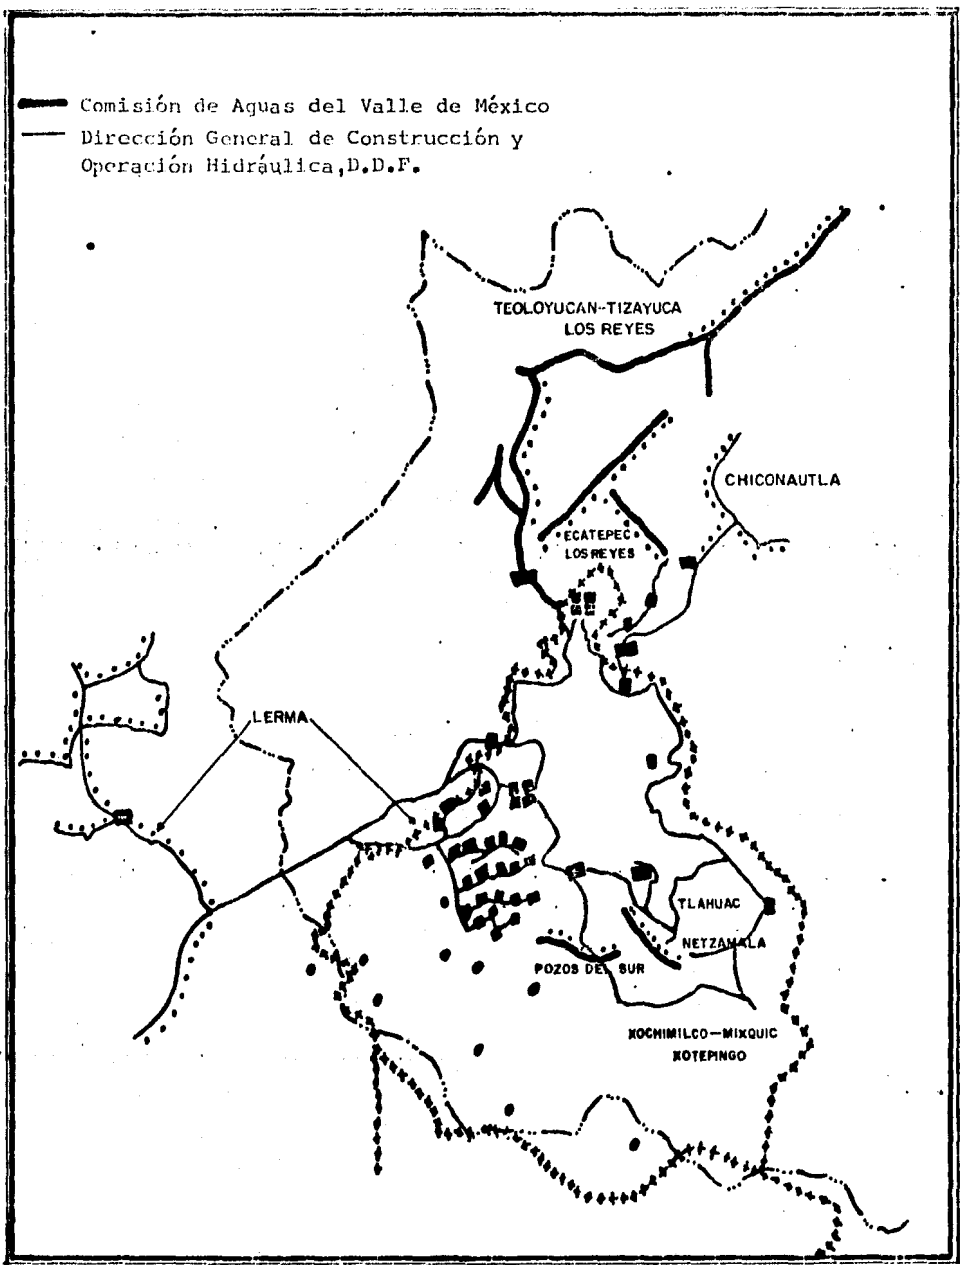 Comisión de Aguas del Valle de México
Dirección General de Construcción y
Operación Hidráulica,D.D.F.
TEOLOYUCAN-TIZAYUCA
LOS REYES
CHICONAUTLA
ECATEPEC
LOS REYES
LERMA
TLAHUAC
NETZAHALA
POZOS DEL SUR
XOCHIMILCO-MIXQUIC
XOTEPINGO